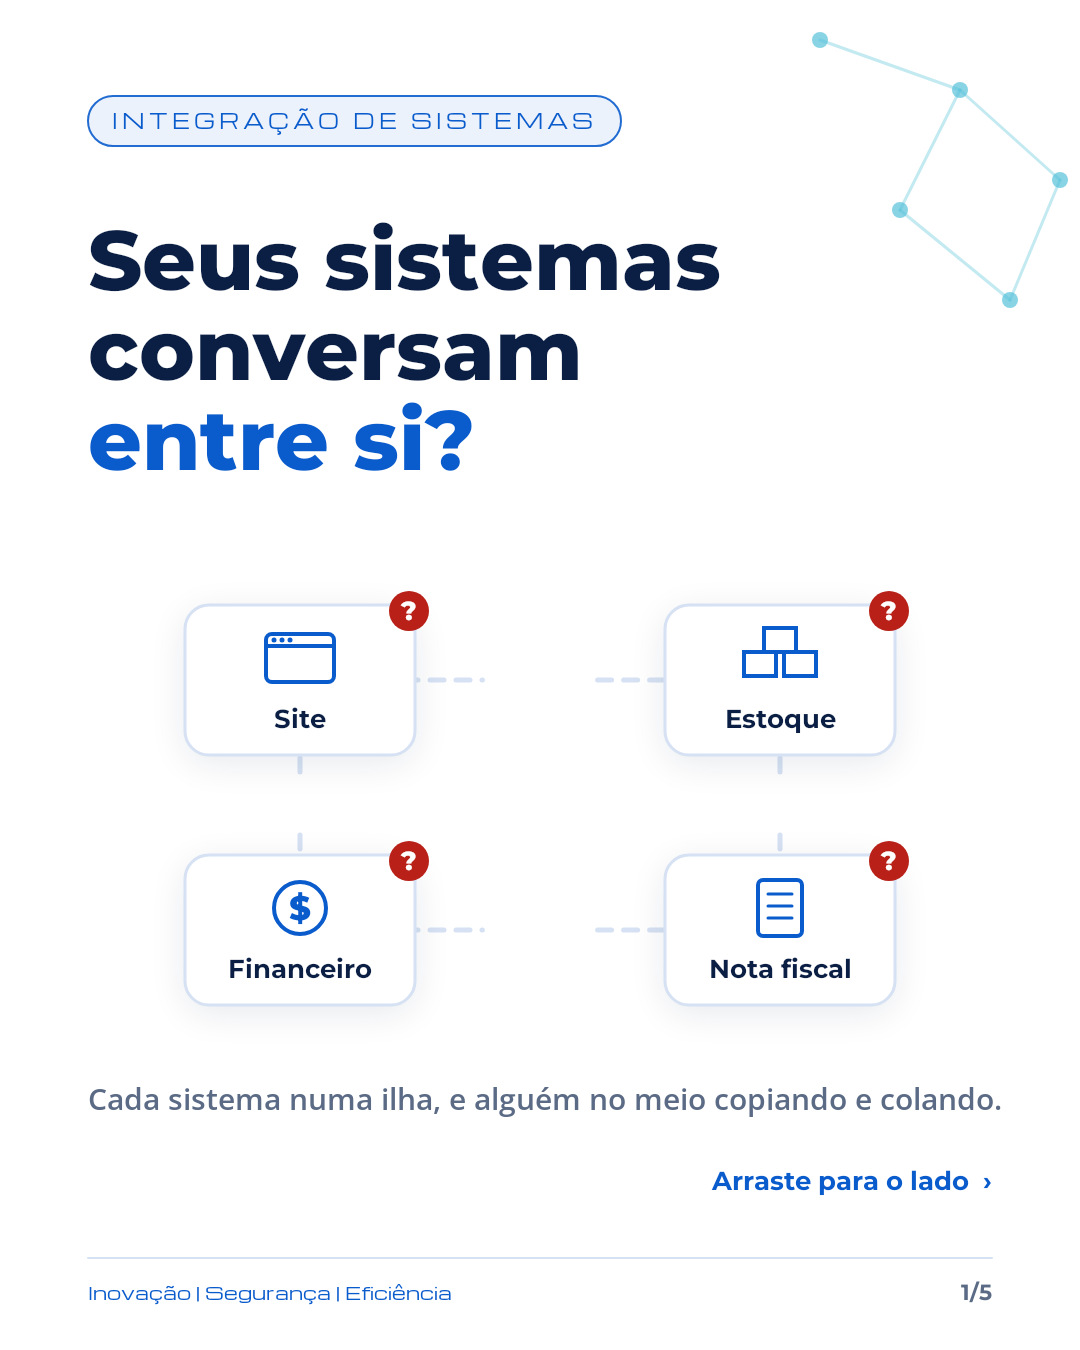 INTEGRAÇÃO DE SISTEMAS
Seus sistemas
conversam
entre si?
?
?
Site
Estoque
?
?
$
Financeiro
Nota fiscal
Cada sistema numa ilha, e alguém no meio copiando e colando.
Arraste para o lado ›
Inovação | Segurança | Eficiência
1/5